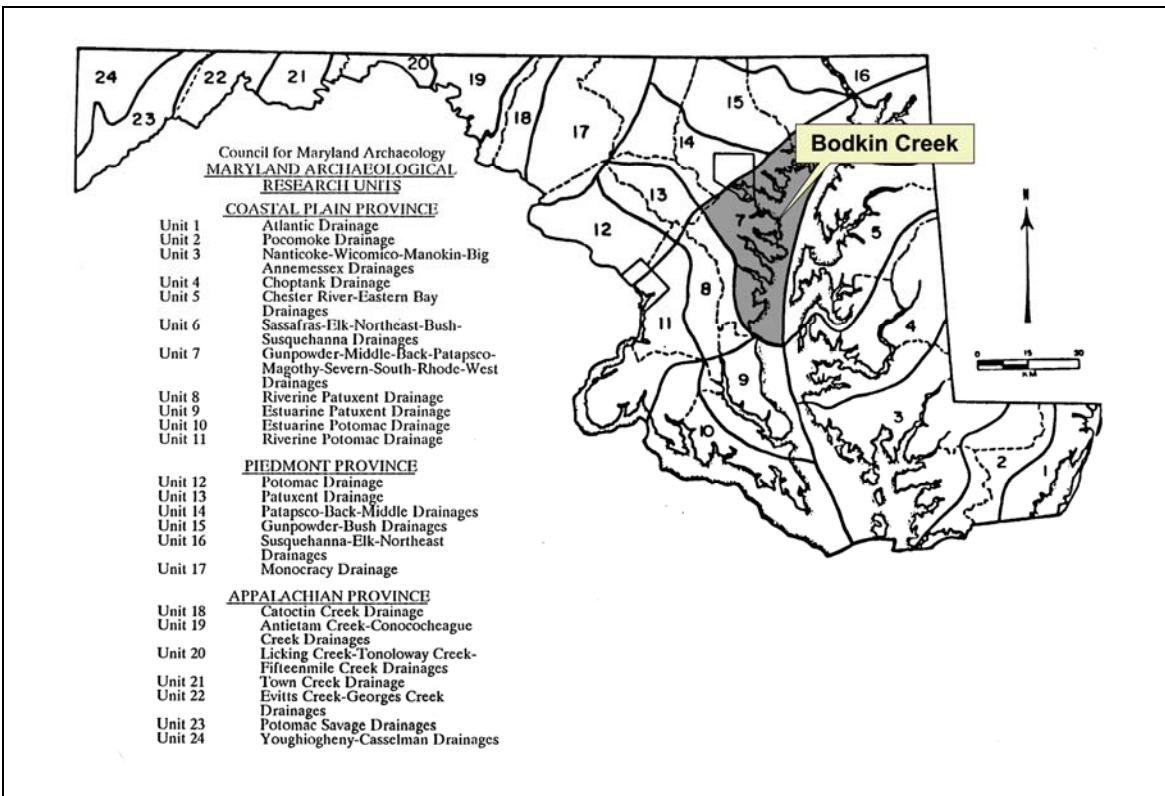 24
22
21
20
19
16
23
18
17
15
14
Bodkin Creek
Council for Maryland Archaeology
MARYLAND ARCHAEOLOGICAL
RESEARCH UNITS
13
7
12
5
N
8
11
4
9
10
3
2
1
0 15 30
KM
COASTAL PLAIN PROVINCE
Unit 1 Atlantic Drainage
Unit 2 Pocomoke Drainage
Unit 3 Nanticoke-Wicomico-Manokin-Big
Annemessex Drainages
Unit 4 Choptank Drainage
Unit 5 Chester River-Eastern Bay
Drainages
Unit 6 Sassafras-Elk-Northeast-Bush-
Susquehanna Drainages
Unit 7 Gunpowder-Middle-Back-Patapsco-
Magothy-Severn-South-Rhode-West
Drainages
Unit 8 Riverine Patuxent Drainage
Unit 9 Estuarine Patuxent Drainage
Unit 10 Estuarine Potomac Drainage
Unit 11 Riverine Potomac Drainage
PIEDMONT PROVINCE
Unit 12 Potomac Drainage
Unit 13 Patuxent Drainage
Unit 14 Patapsco-Back-Middle Drainages
Unit 15 Gunpowder-Bush Drainages
Unit 16 Susquehanna-Elk-Northeast
Drainages
Unit 17 Monocracy Drainage
APPALACHIAN PROVINCE
Unit 18 Catoctin Creek Drainage
Unit 19 Antietam Creek-Conococheague
Creek Drainages
Unit 20 Licking Creek-Tonoloway Creek-
Fifteenmile Creek Drainages
Unit 21 Town Creek Drainage
Unit 22 Evitts Creek-Georges Creek
Drainages
Unit 23 Potomac Savage Drainages
Unit 24 Youghiogheny-Casselman Drainages